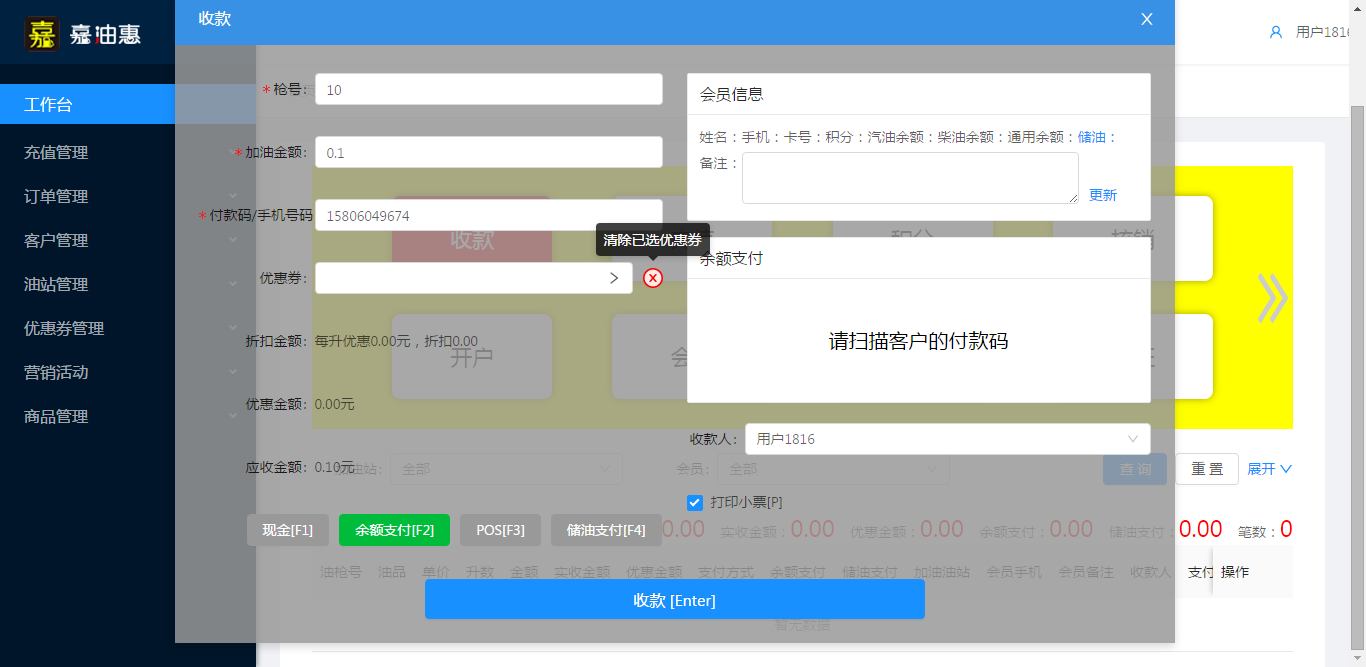 嘉
嘉油惠
收款
用户1816
工作台
充值管理
订单管理
客户管理
油站管理
优惠券管理
营销活动
商品管理
*枪号: 10
*加油金额: 0.1
*付款码/手机号码 15806049674
清除已选优惠券
优惠券:
折扣金额: 每升优惠0.00元，折扣0.00
优惠金额: 0.00元
应收金额: 0.10元
现金[F1] 余额支付[F2] POS[F3] 储油支付[F4]
会员信息
姓名：手机：卡号：积分：汽油余额：柴油余额：通用余额：储油：
备注：
更新
余额支付
请扫描客户的付款码
收款人: 用户1816
打印小票[P]
收款 [Enter]
收款
积分
核销
开户
会
油站: 全部 会员: 全部 查 询 重 置 展开
0.00 实收金额：0.00 优惠金额：0.00 余额支付：0.00 储油支付：0.00 笔数：0
油枪号 油品 单价 升数 金额 实收金额 优惠金额 支付方式 余额支付 储油支付 加油油站 会员手机 会员备注 收款人 支付 操作
暂无数据